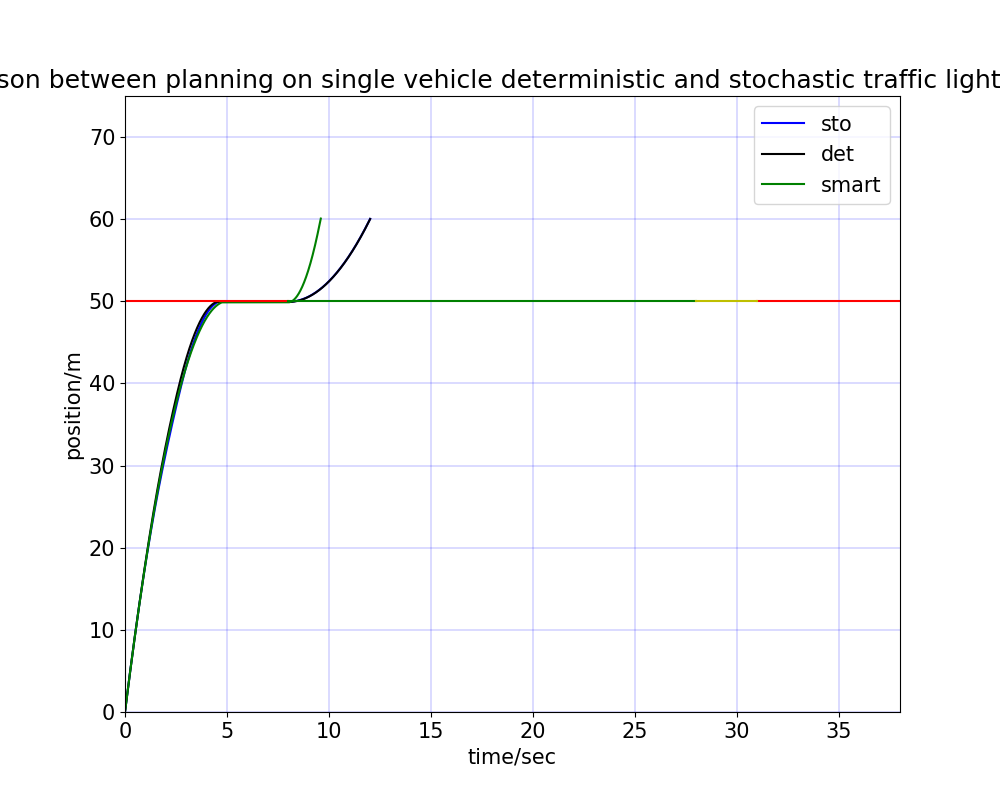 son between planning on single vehicle deterministic and stochastic traffic light
sto
det
smart
70
60
50
40
30
20
10
0
position/m
0 5 10 15 20 25 30 35
time/sec